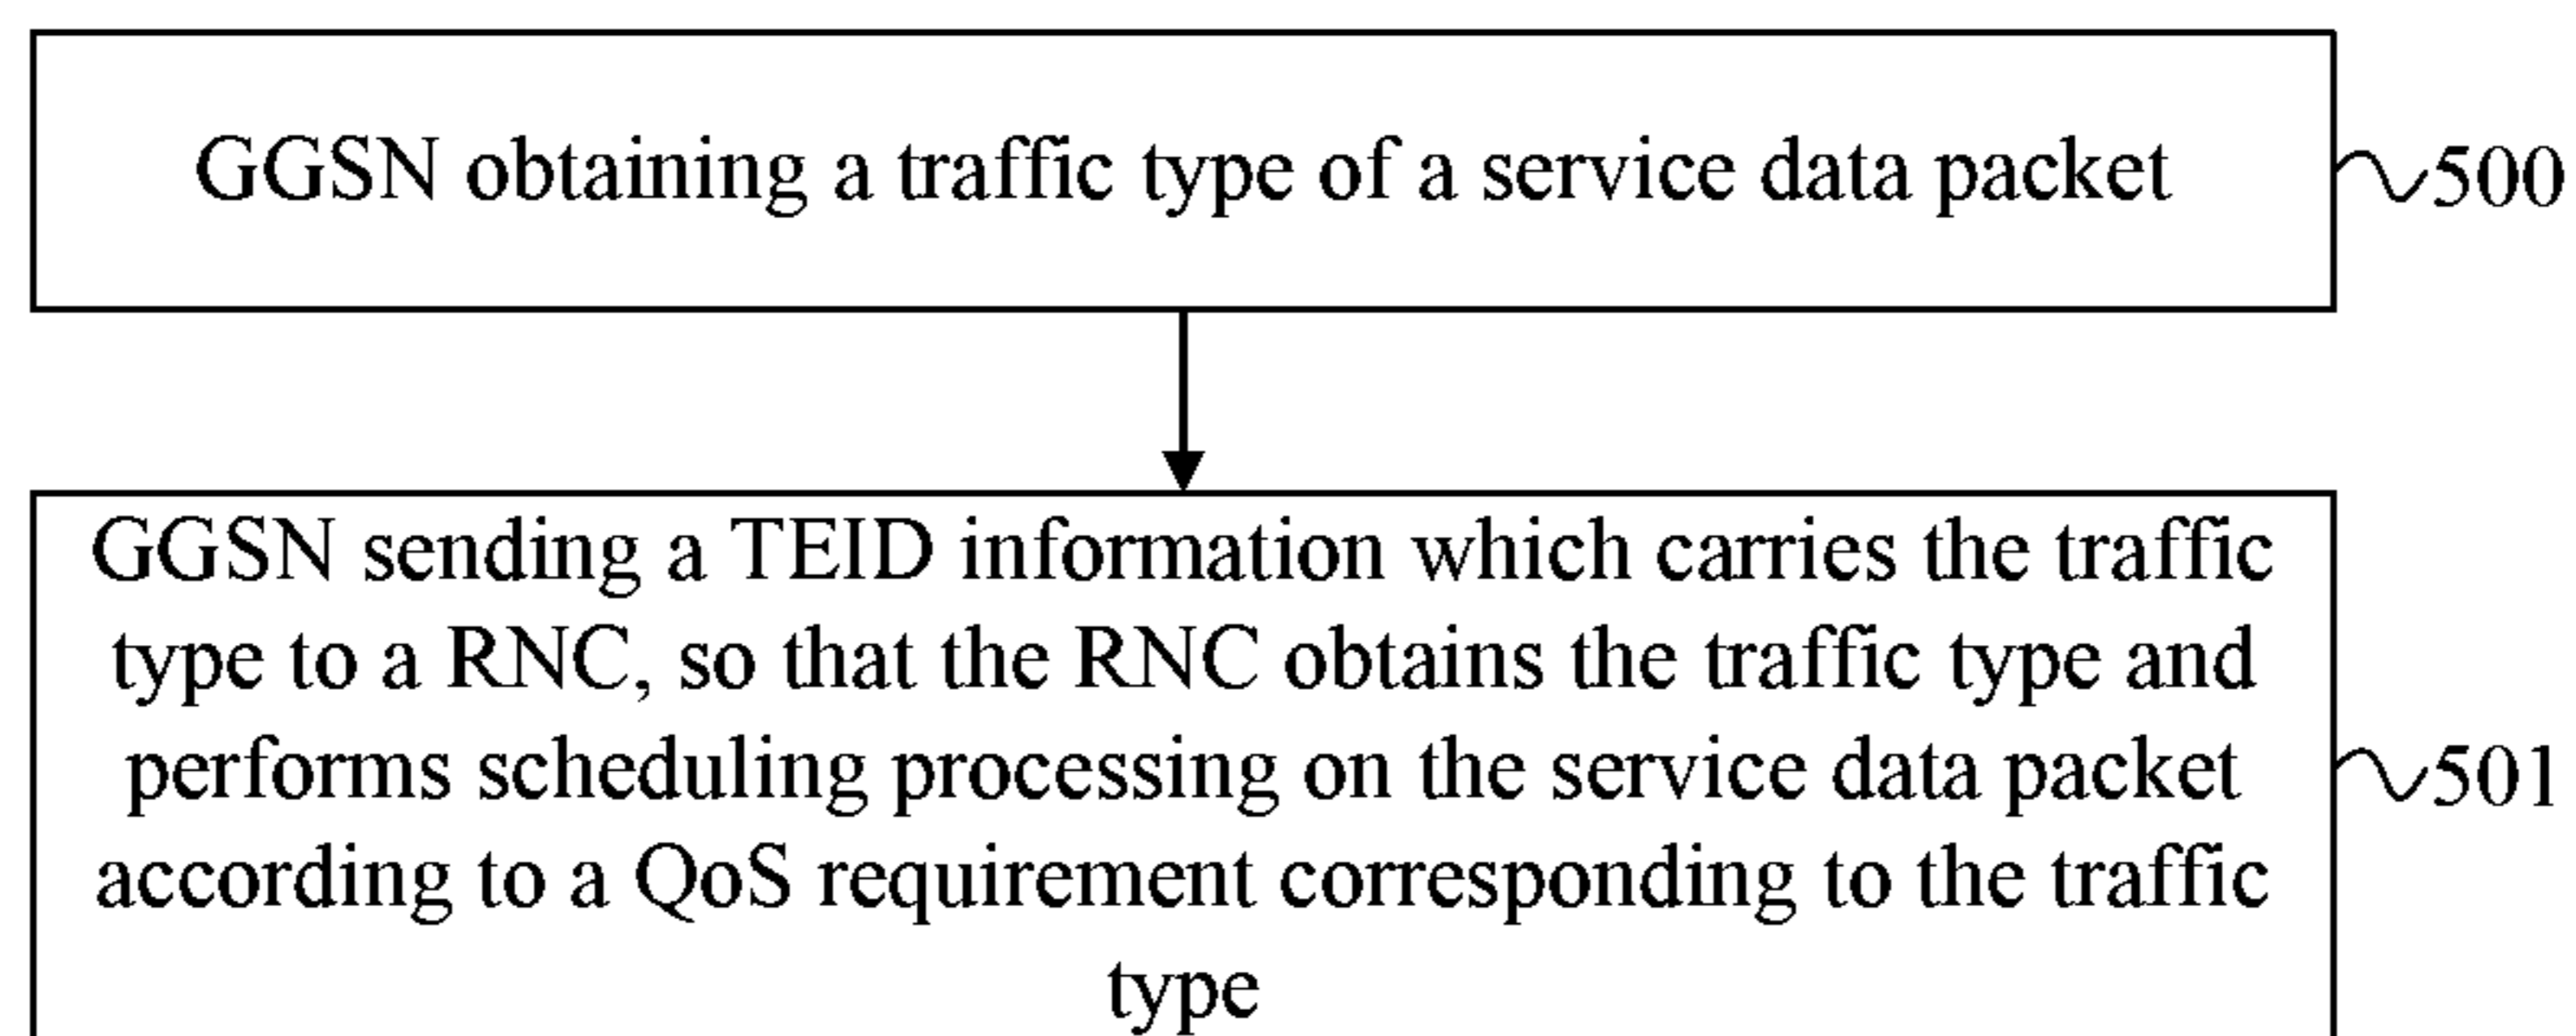 GGSN obtaining a traffic type of a service data packet
500
GGSN sending a TEID information which carries the traffic
type to a RNC, so that the RNC obtains the traffic type and
performs scheduling processing on the service data packet
according to a QoS requirement corresponding to the traffic
type
501